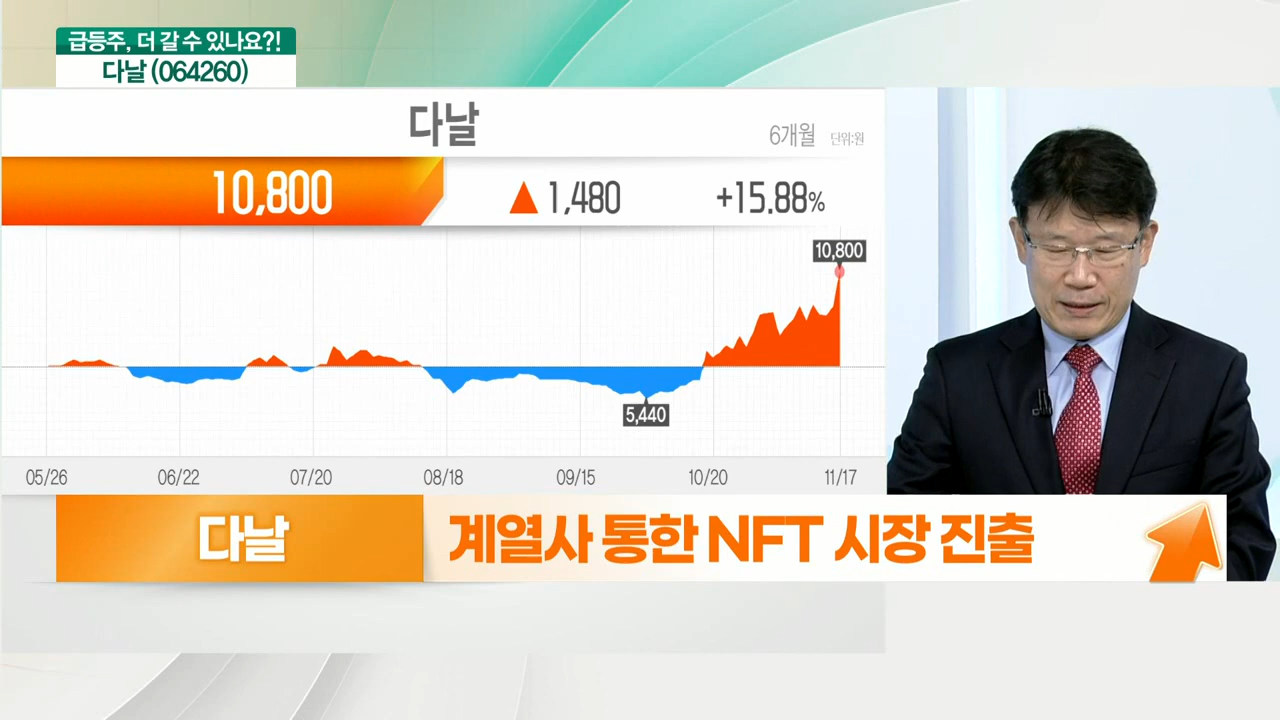 급등주, 더 갈 수 있나요?!
다날 (064260)
다날
6개월 단위:원
10,800 ▲ 1,480 +15.88%
10,800
5,440
05/26 06/22 07/20 08/18 09/15 10/20 11/17
다날 계열사 통한 NFT 시장 진출